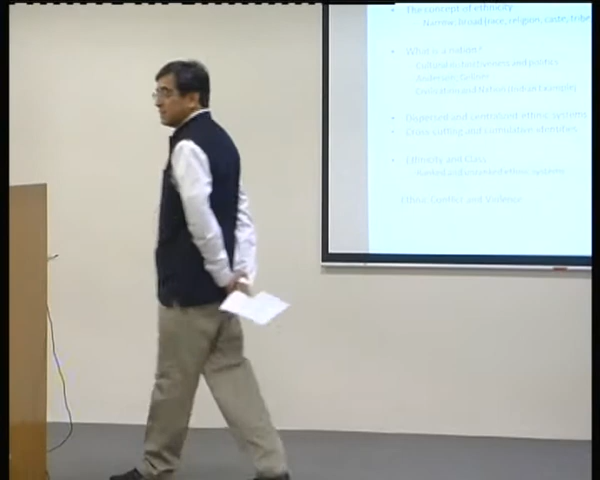 • The concept of ethnicity
Narrow, broad (race, religion, caste, tribe
• What is a nation?
Cultural distinctiveness and politics
Anderson, Gellner
• Dispersed and centralized ethnic systems
• Cross-cutting and cumulative identities
• Ethnicity and Class
Ranked and unranked ethnic systems
Ethnic Conflict and Violence